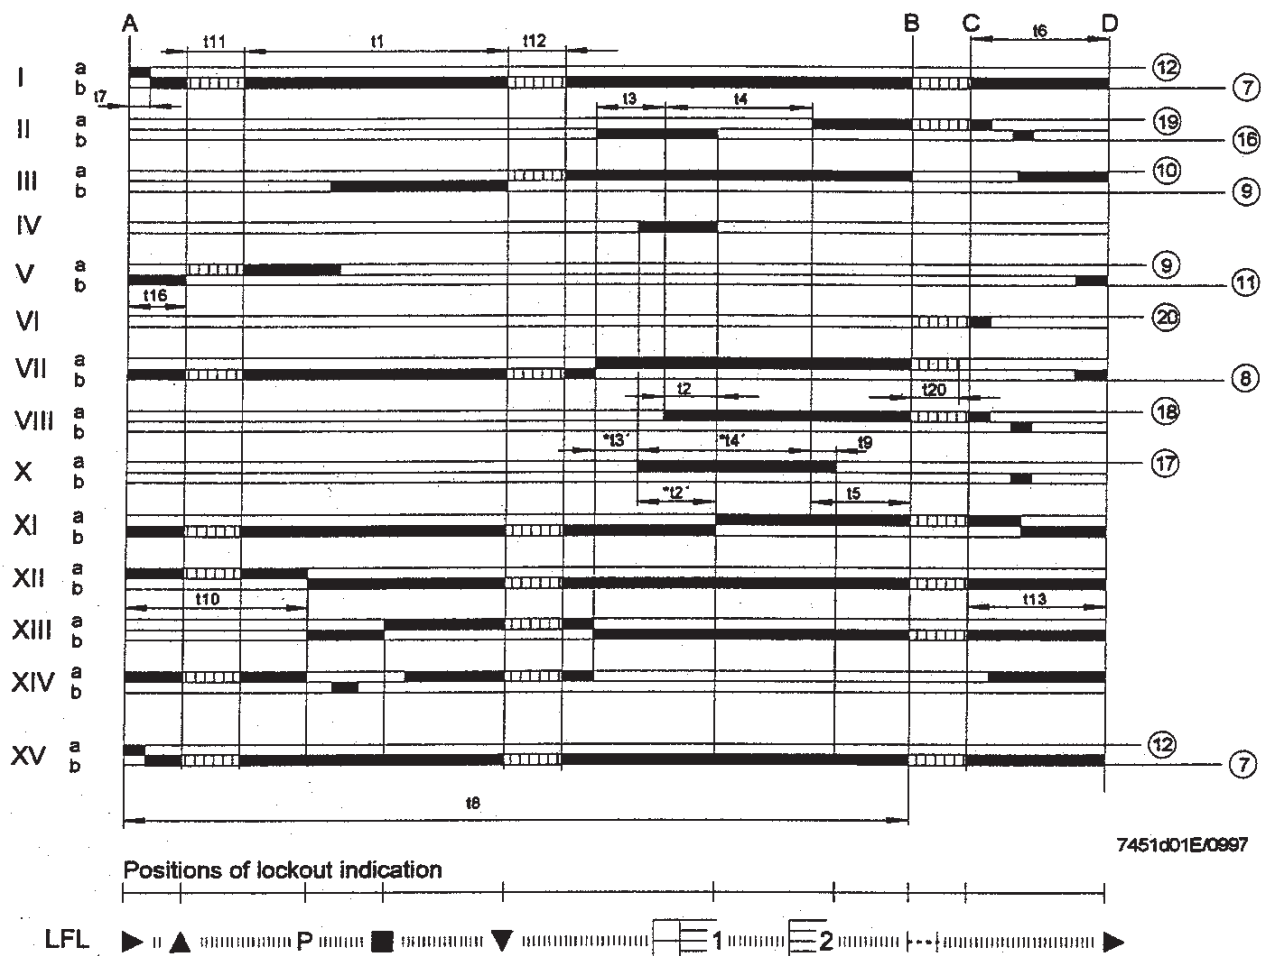 A B C D
t11 t1 t12 t6
I a 12
b 7
t7 t3 t4
II a 19
b 16
III a 10
b 9
IV
V a 9
b 11
t16
VI 20
VII a
b 8
t2 t20
VIII a 18
b
*t3´ *t4´ t9
X a 17
b
*t2´ t5
XI a
b
XII a
b
t10 t13
XIII a
b
XIV a
b
XV a 12
b 7
t8
7451d01E/0997
Positions of lockout indication
LFL P 1 2